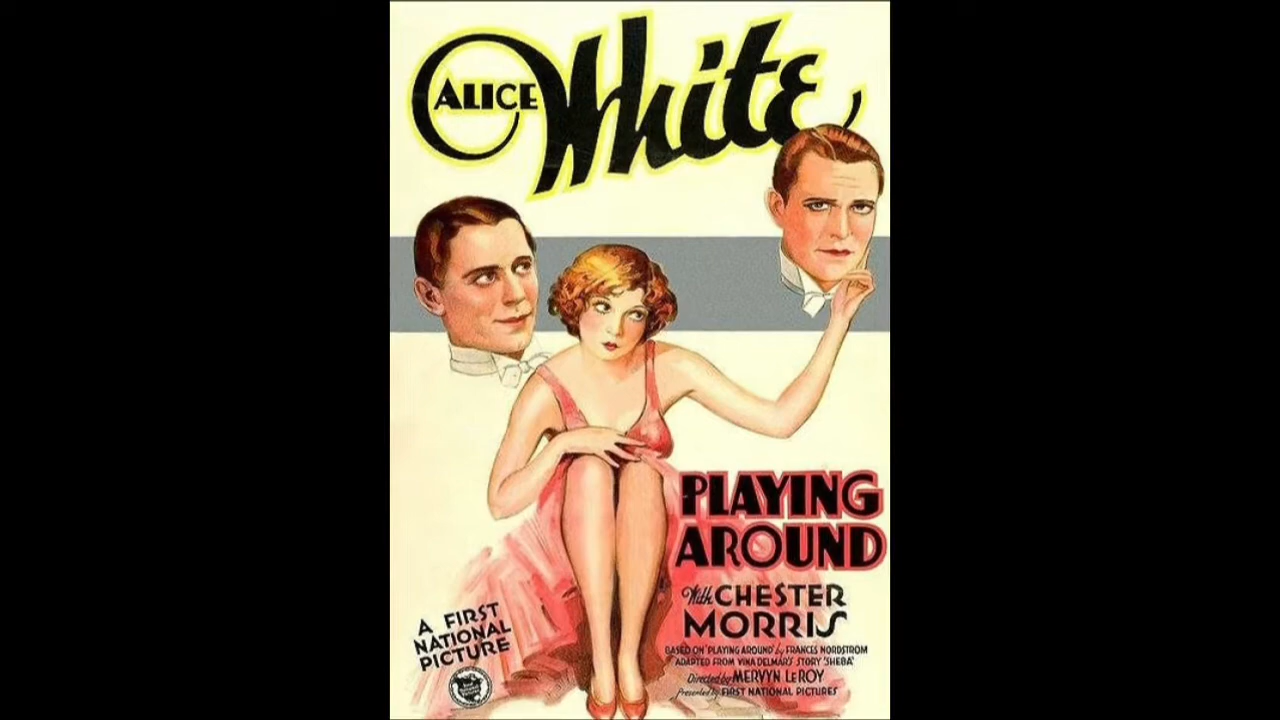 ALICE White
PLAYING
AROUND
With CHESTER
MORRIS
BASED ON "PLAYING AROUND" by FRANCES NORDSTROM
ADAPTED FROM VINA DELMAR'S STORY "SHEBA"
Directed by MERVYN LeROY
Presented by FIRST NATIONAL PICTURES
A FIRST
NATIONAL
PICTURE